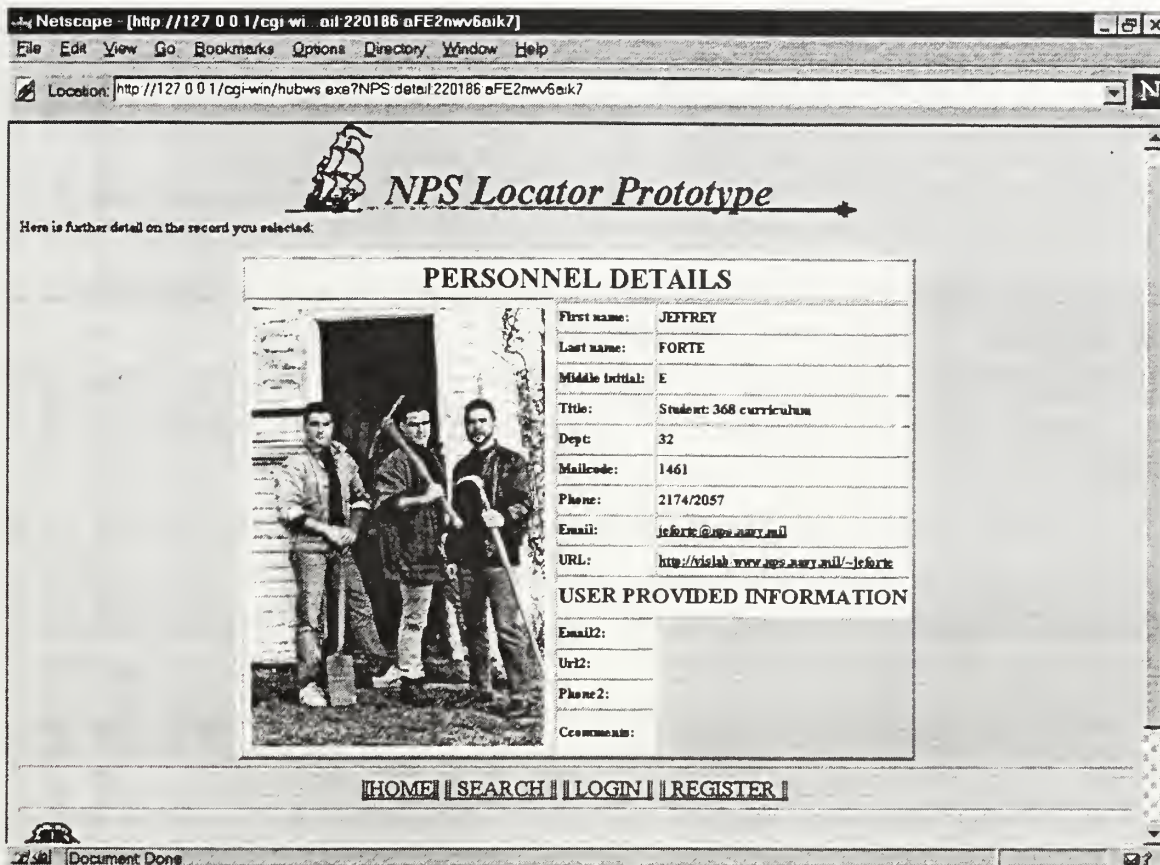 Netscape - [http://127 0 0 1/cgi-wi...ail:220186 aFE2nwv6aik7]
File Edit View Go Bookmarks Options Directory Window Help
Location: http://127 0 0 1/cgi-win/hubws exe?NPS detail:220186 aFE2nwv6aik7
N
NPS Locator Prototype
Here is further detail on the record you selected:
PERSONNEL DETAILS
First name: JEFFREY
Last name: FORTE
Middle initial: E
Title: Student: 368 curriculum
Dept: 32
Mailcode: 1461
Phone: 2174/2057
Email: jeforte@nps.navy.mil
URL: http://vislab-www.nps.navy.mil/~jeforte
USER PROVIDED INFORMATION
Email2:
Url2:
Phone2:
Ccomments:
HOME SEARCH LOGIN REGISTER
Document Done